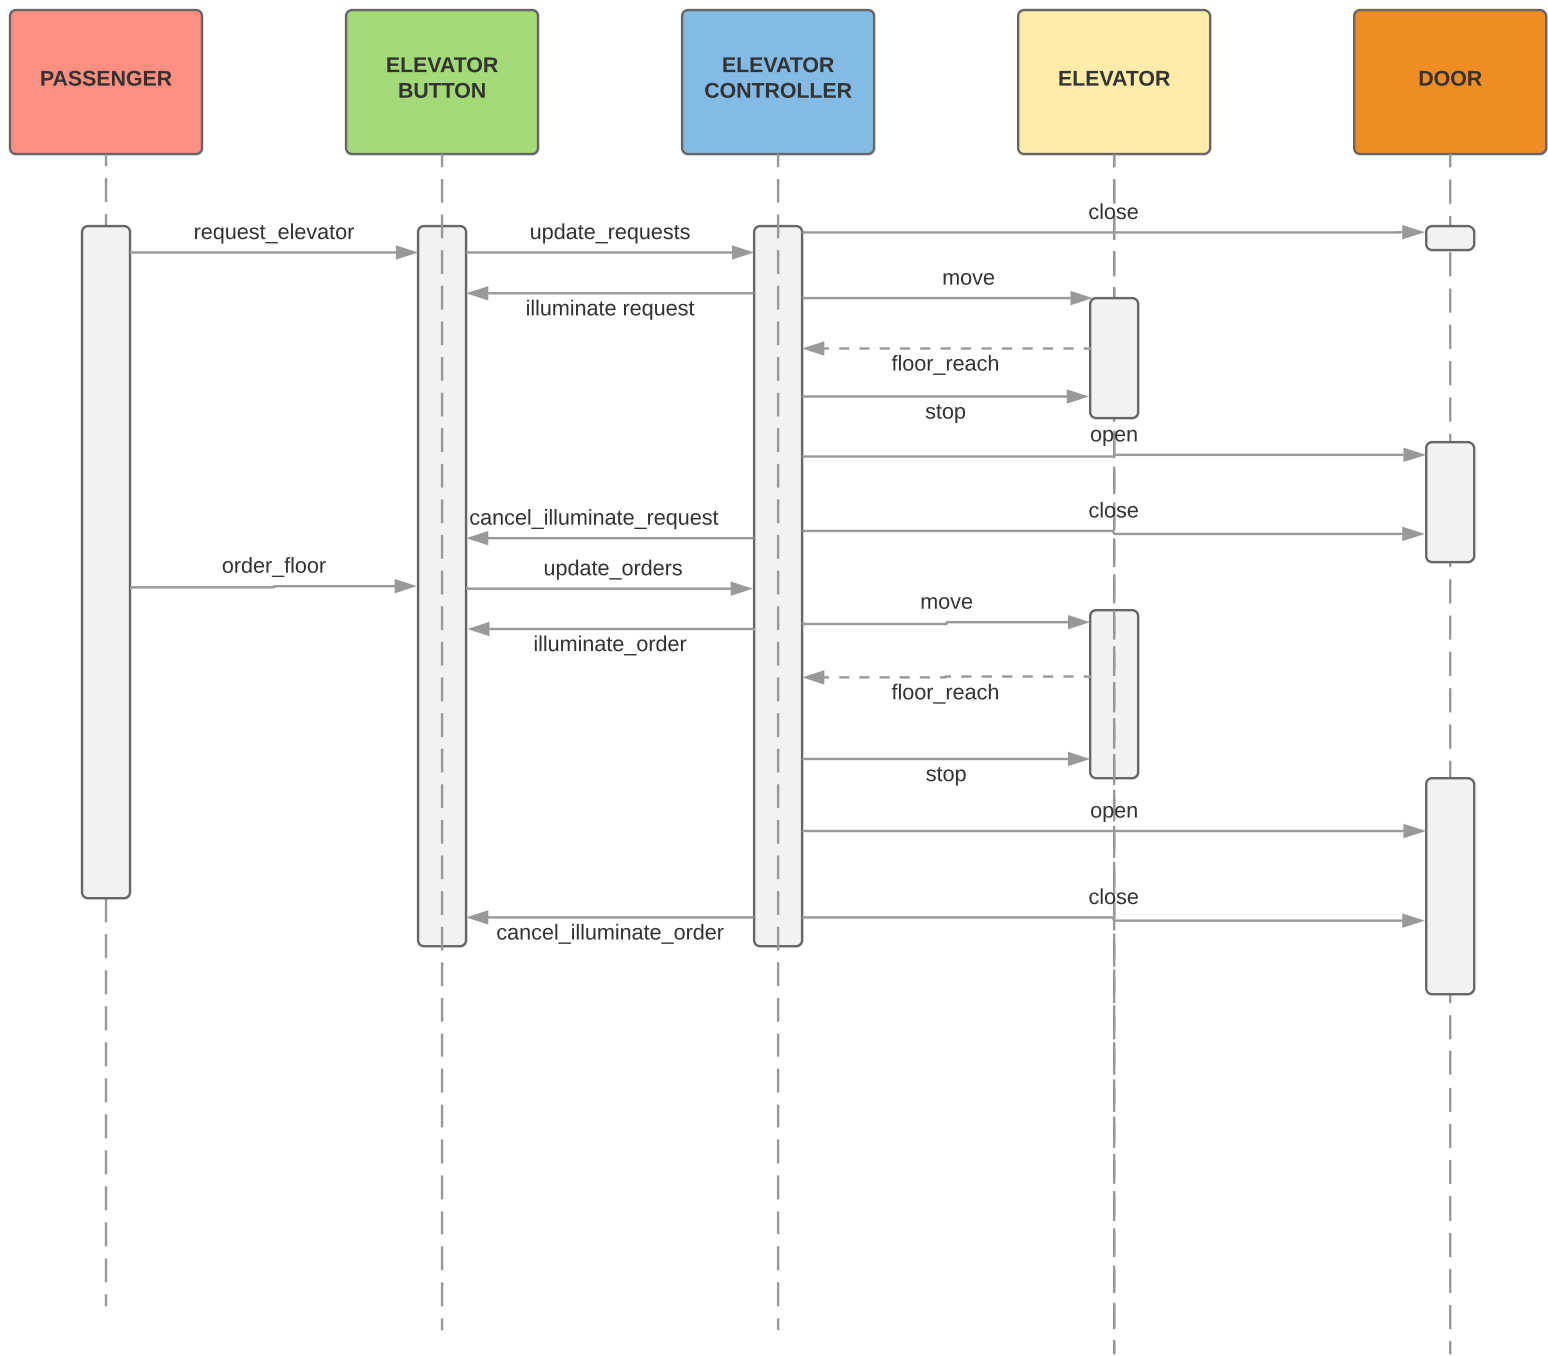 PASSENGER
ELEVATOR
BUTTON
ELEVATOR
CONTROLLER
ELEVATOR
DOOR
close
request_elevator
update_requests
move
illuminate request
floor_reach
stop
open
close
cancel_illuminate_request
order_floor
update_orders
move
illuminate_order
floor_reach
stop
open
close
cancel_illuminate_order